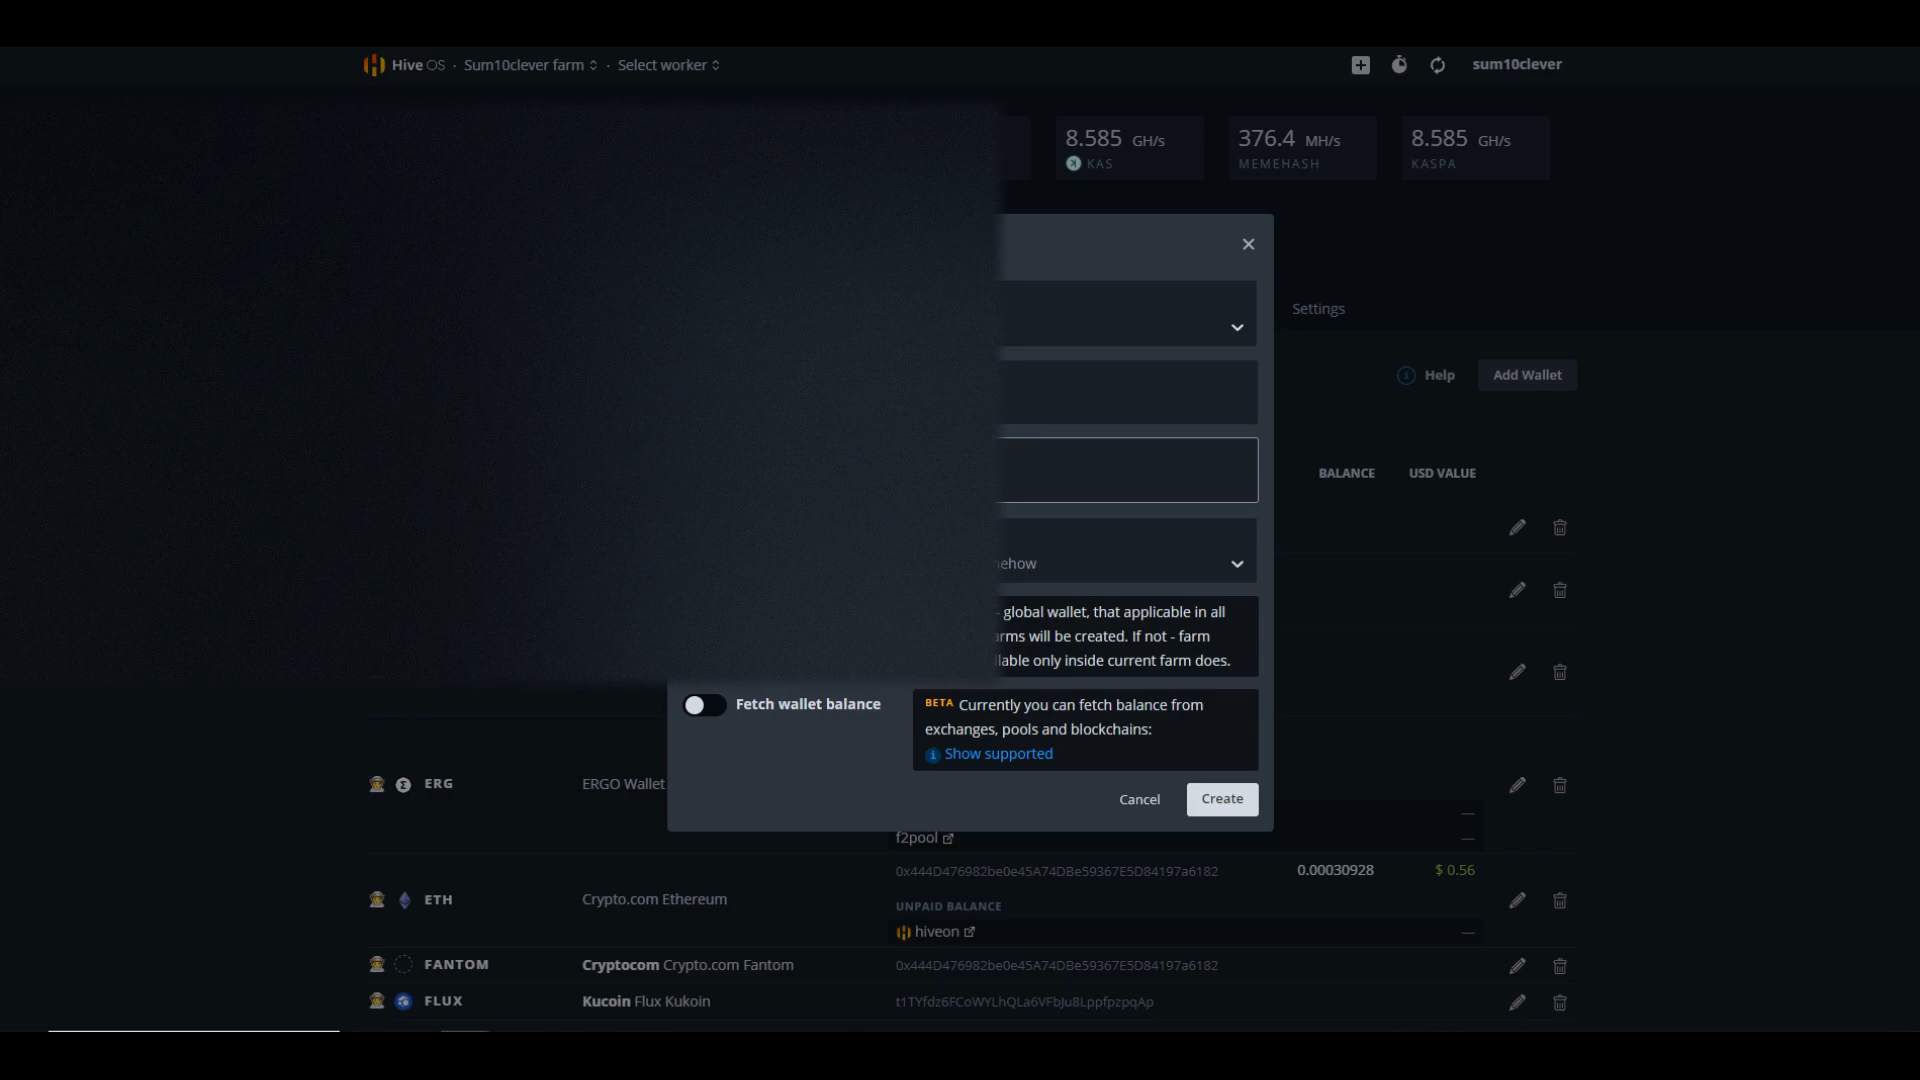 Hive OS · Sum10clever farm · Select worker
sum10clever
8.585 GH/s
KAS
376.4 MH/s
MEMEHASH
8.585 GH/s
KASPA
Settings
Help
Add Wallet
BALANCE USD VALUE
- global wallet, that applicable in all
will be created. If not - farm
only inside current farm does.
Fetch wallet balance
BETA Currently you can fetch balance from
exchanges, pools and blockchains:
Show supported
Cancel
Create
ERG ERGO Wallet
f2pool
—
—
ETH Crypto.com Ethereum
0x444D476982be0e45A74DBe59367E5D84197a6182 0.00030928 $ 0.56
UNPAID BALANCE
hiveon —
FANTOM Cryptocom Crypto.com Fantom 0x444D476982be0e45A74DBe59367E5D84197a6182
FLUX Kucoin Flux Kukoin t1TYfdz6FCoWYLhQLa6VFbJu8LppfpzpqAp